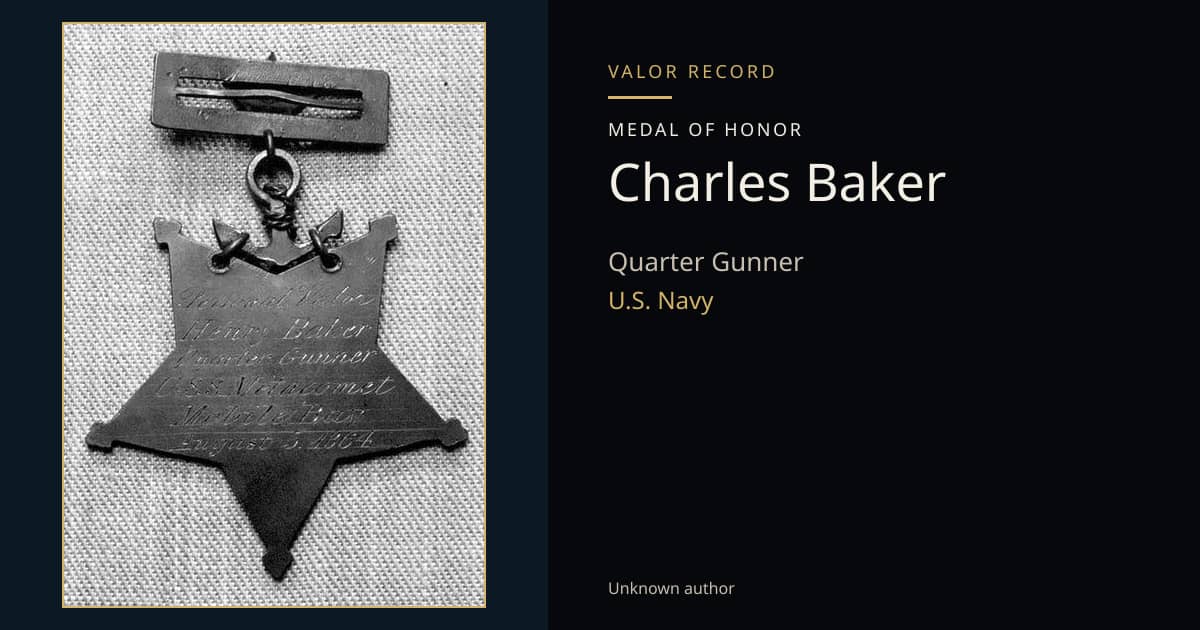 Personal Valor
Henry Baker
Quarter Gunner
U.S.S. Metacomet
Mobile Bay
August 5, 1864
VALOR RECORD
MEDAL OF HONOR
Charles Baker
Quarter Gunner
U.S. Navy
Unknown author